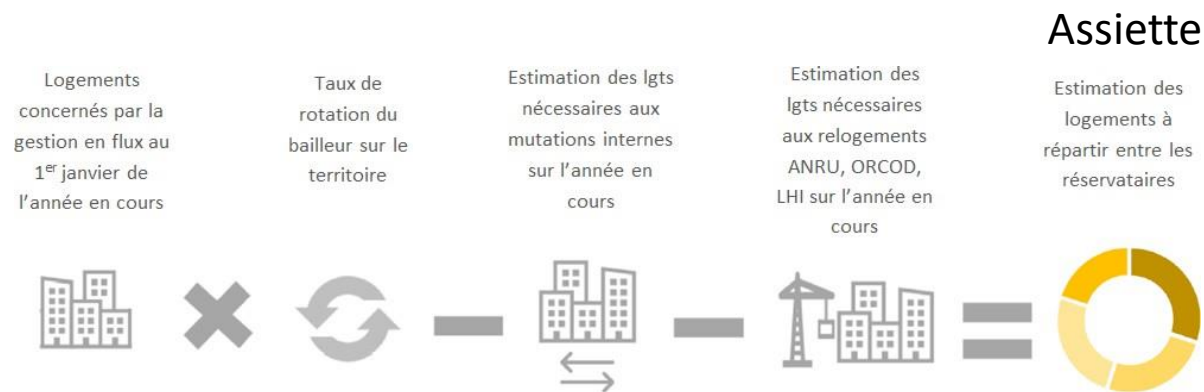 Assiette
Logements
concernés par la
gestion en flux au
1er janvier de
l'année en cours
Taux de
rotation du
bailleur sur le
territoire
Estimation des lgts
nécessaires aux
mutations internes
sur l'année en
cours
Estimation des
lgts nécessaires
aux relogements
ANRU, ORCOD,
LHI sur l'année en
cours
Estimation des
logements à
répartir entre les
réservataires